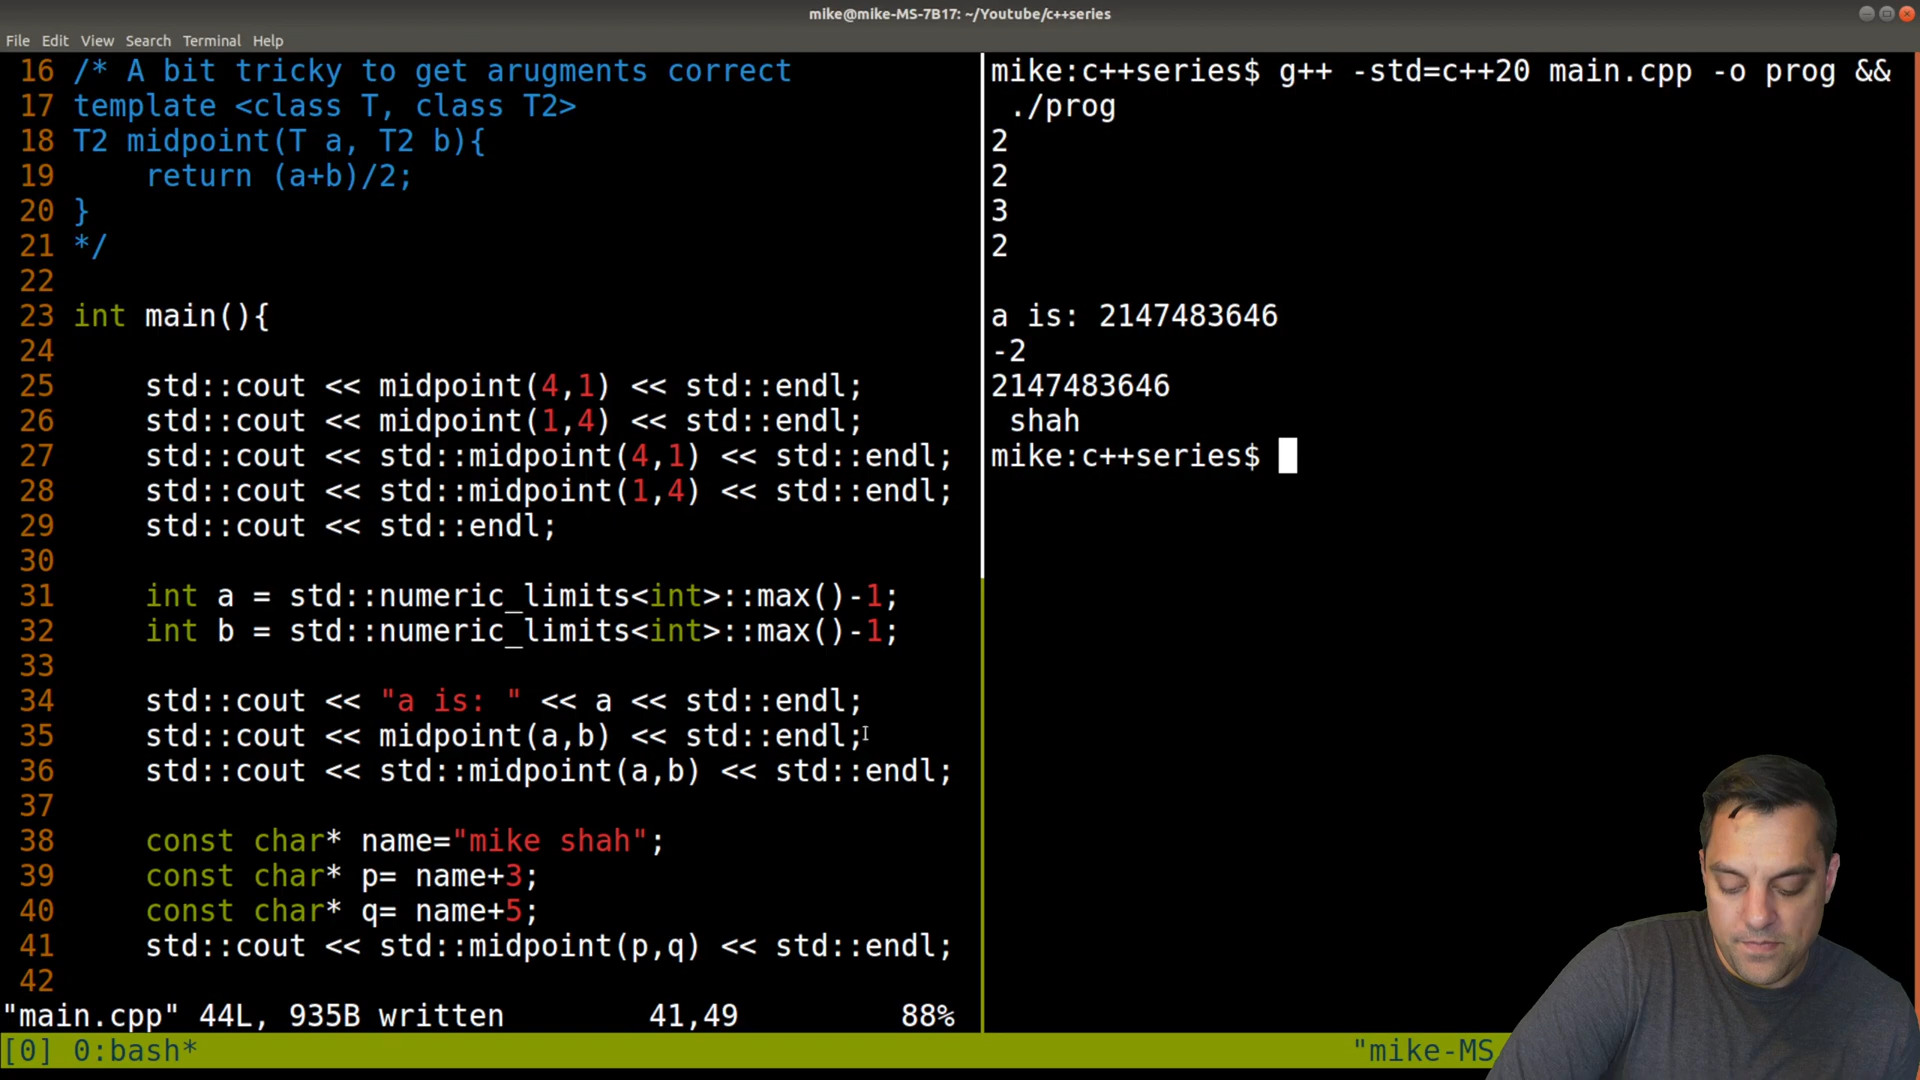 mike@mike-MS-7B17: ~/Youtube/c++series
File Edit View Search Terminal Help
16 /* A bit tricky to get arugments correct
17 template <class T, class T2>
18 T2 midpoint(T a, T2 b){
19     return (a+b)/2;
20 }
21 */
22
23 int main(){
24
25     std::cout << midpoint(4,1) << std::endl;
26     std::cout << midpoint(1,4) << std::endl;
27     std::cout << std::midpoint(4,1) << std::endl;
28     std::cout << std::midpoint(1,4) << std::endl;
29     std::cout << std::endl;
30
31     int a = std::numeric_limits<int>::max()-1;
32     int b = std::numeric_limits<int>::max()-1;
33
34     std::cout << "a is: " << a << std::endl;
35     std::cout << midpoint(a,b) << std::endl;
36     std::cout << std::midpoint(a,b) << std::endl;
37
38     const char* name="mike shah";
39     const char* p= name+3;
40     const char* q= name+5;
41     std::cout << std::midpoint(p,q) << std::endl;
42
"main.cpp" 44L, 935B written 41,49 88%
mike:c++series$ g++ -std=c++20 main.cpp -o prog &&
./prog
2
2
3
2
a is: 2147483646
-2
2147483646
shah
mike:c++series$
[0] 0:bash* "mike-MS